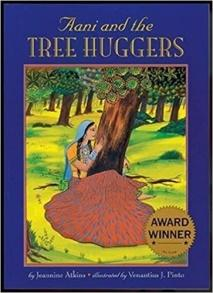 Aani and the
TREE HUGGERS
AWARD
WINNER
by Jeannine Atkins • illustrated by Venantius J. Pinto